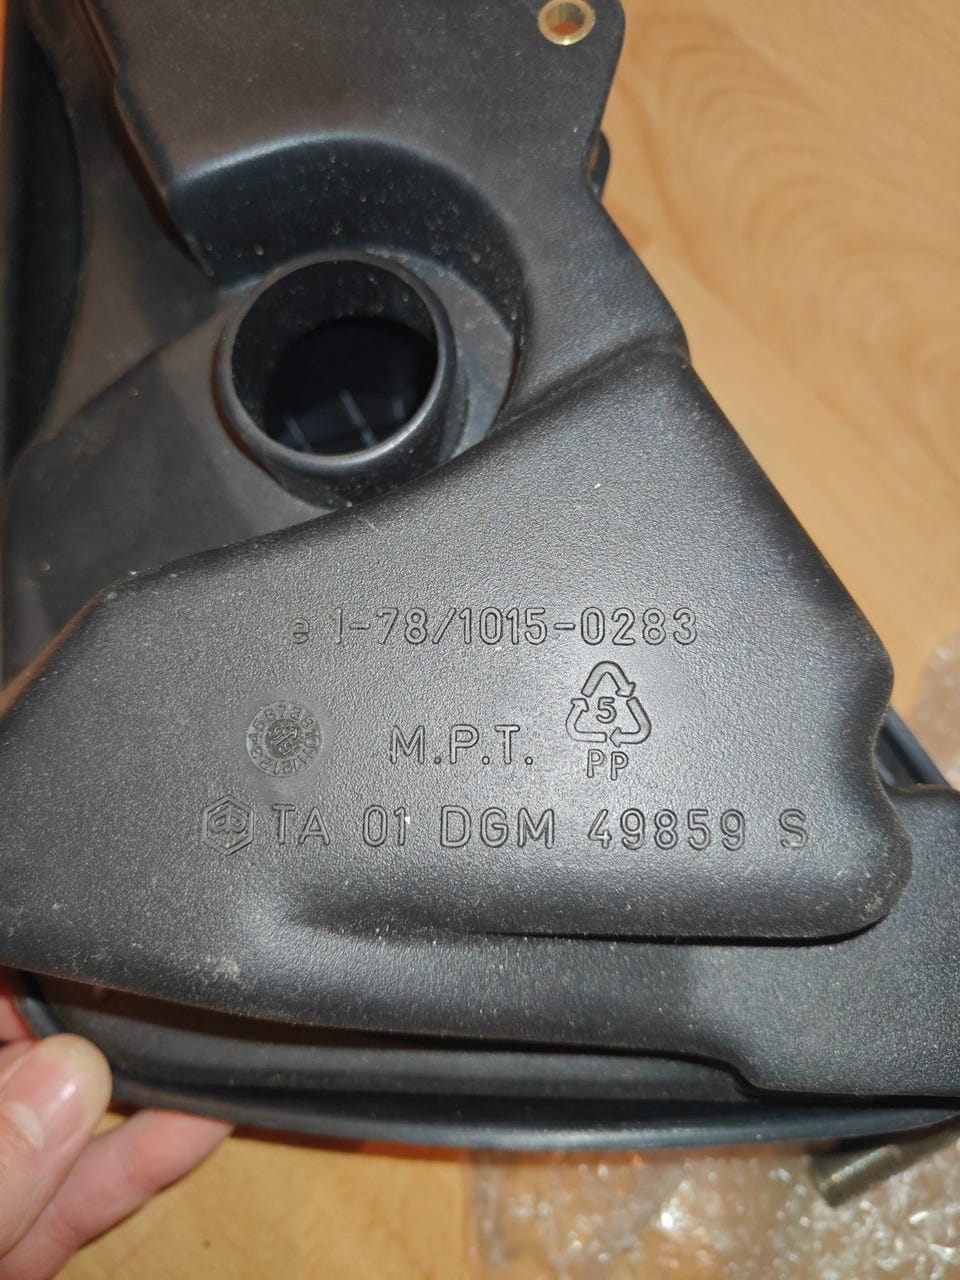 e 1-78/1015-0283
5
M.P.T.
PP
TA 01 DGM 49859 S